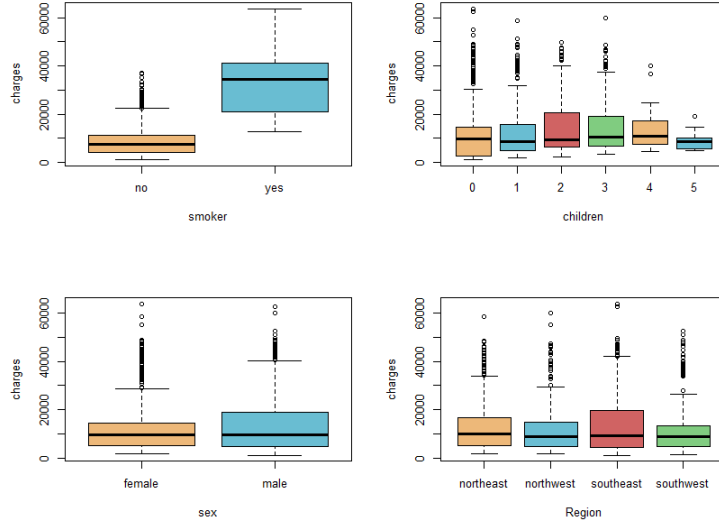 60000
40000
20000
0
charges
no yes
smoker
60000
40000
20000
0
charges
0 1 2 3 4 5
children
60000
40000
20000
0
charges
female male
sex
60000
40000
20000
0
charges
northeast northwest southeast southwest
Region